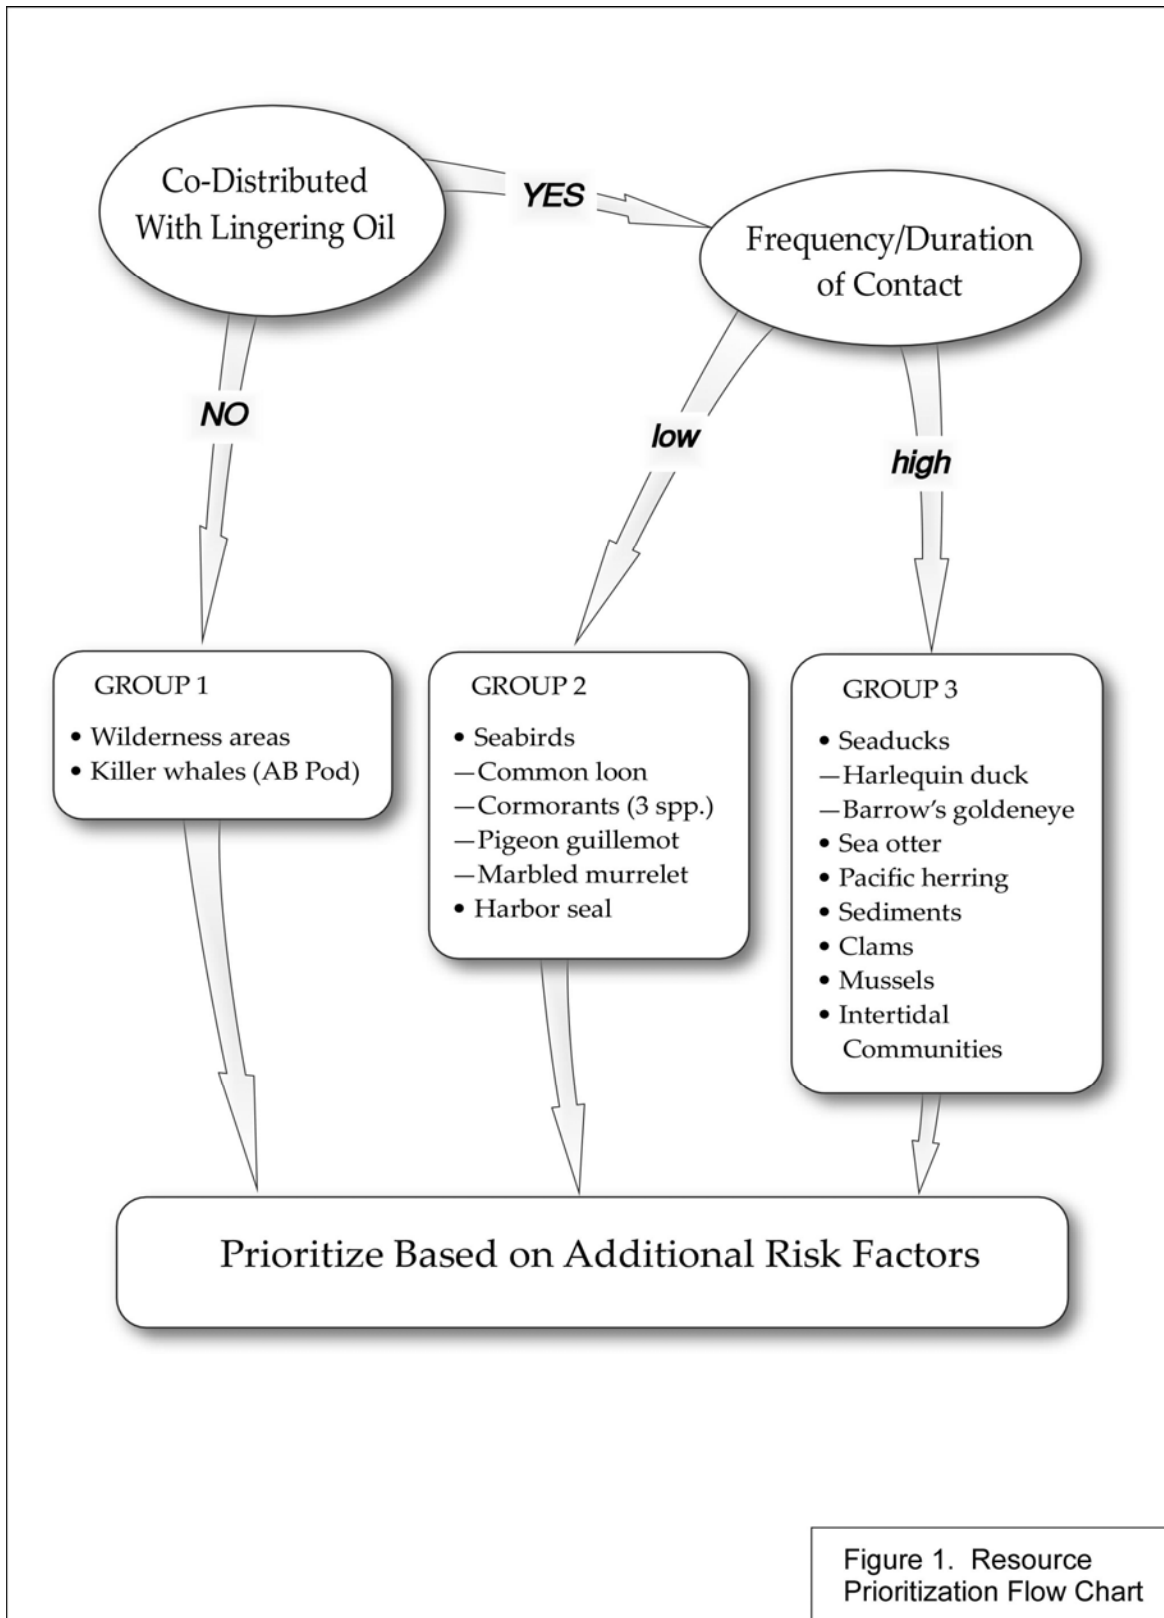 Co-Distributed
With Lingering Oil
YES
Frequency/Duration
of Contact
NO
low
high
GROUP 1
• Wilderness areas
• Killer whales (AB Pod)
GROUP 2
• Seabirds
—Common loon
—Cormorants (3 spp.)
—Pigeon guillemot
—Marbled murrelet
• Harbor seal
GROUP 3
• Seaducks
—Harlequin duck
—Barrow's goldeneye
• Sea otter
• Pacific herring
• Sediments
• Clams
• Mussels
• Intertidal
Communities
Prioritize Based on Additional Risk Factors
Figure 1. Resource
Prioritization Flow Chart